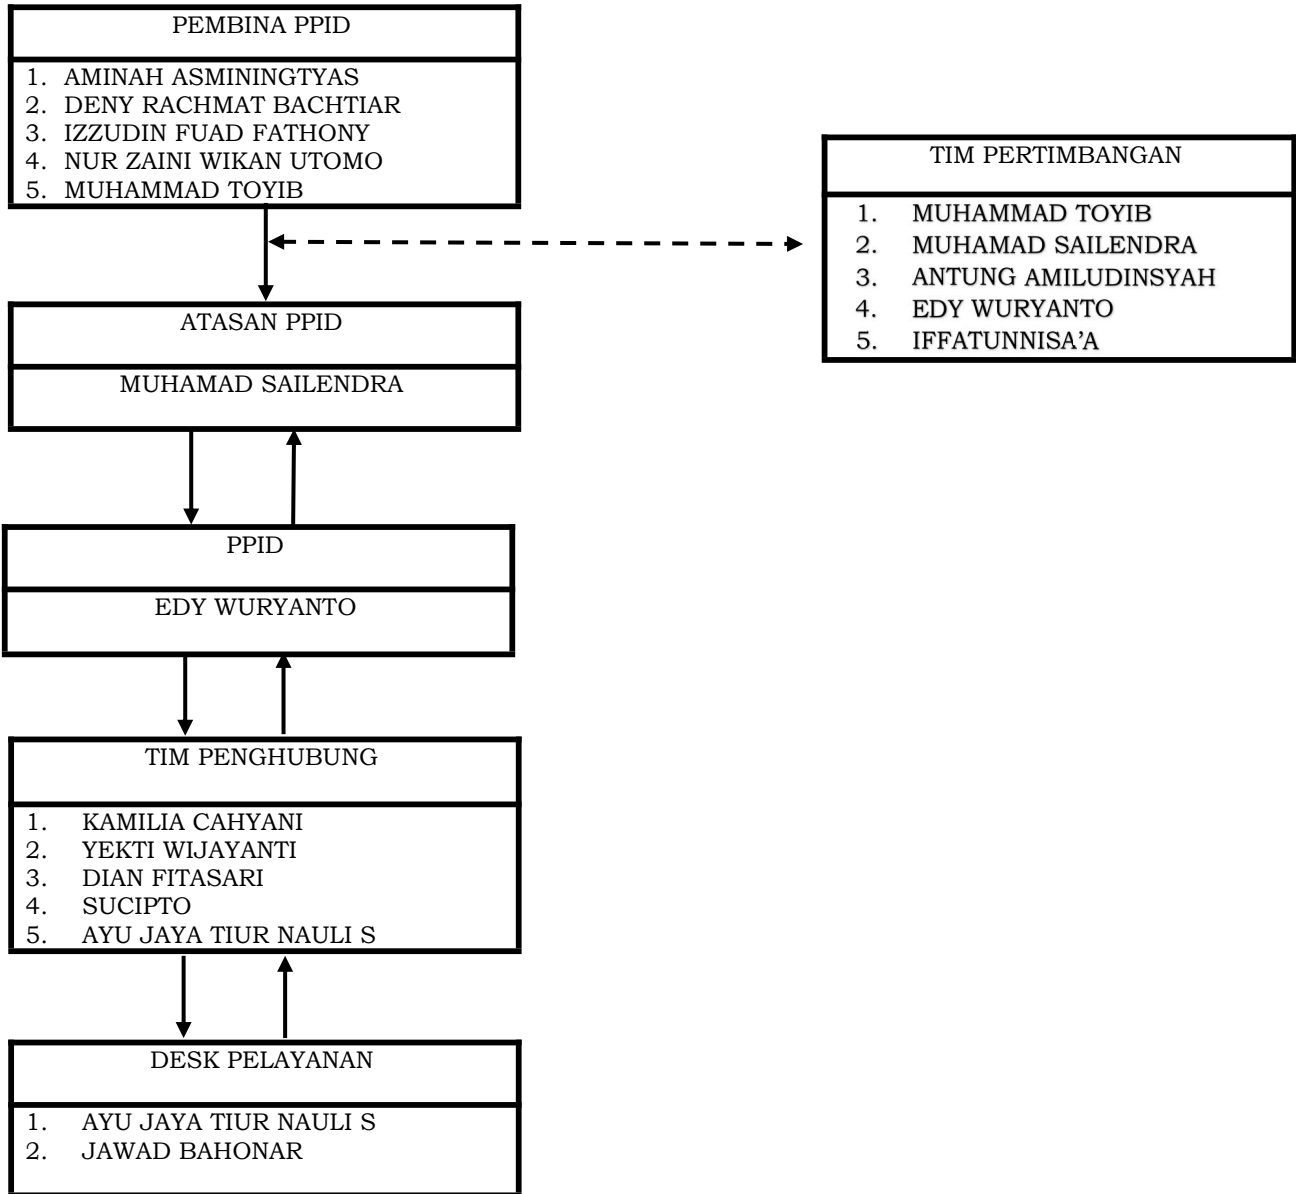 PEMBINA PPID
1. AMINAH ASMININGTYAS
2. DENY RACHMAT BACHTIAR
3. IZZUDIN FUAD FATHONY
4. NUR ZAINI WIKAN UTOMO
5. MUHAMMAD TOYIB
TIM PERTIMBANGAN
1. MUHAMMAD TOYIB
2. MUHAMAD SAILENDRA
3. ANTUNG AMILUDINSYAH
4. EDY WURYANTO
5. IFFATUNNISA'A
ATASAN PPID
MUHAMAD SAILENDRA
PPID
EDY WURYANTO
TIM PENGHUBUNG
1. KAMILIA CAHYANI
2. YEKTI WIJAYANTI
3. DIAN FITASARI
4. SUCIPTO
5. AYU JAYA TIUR NAULI S
DESK PELAYANAN
1. AYU JAYA TIUR NAULI S
2. JAWAD BAHONAR